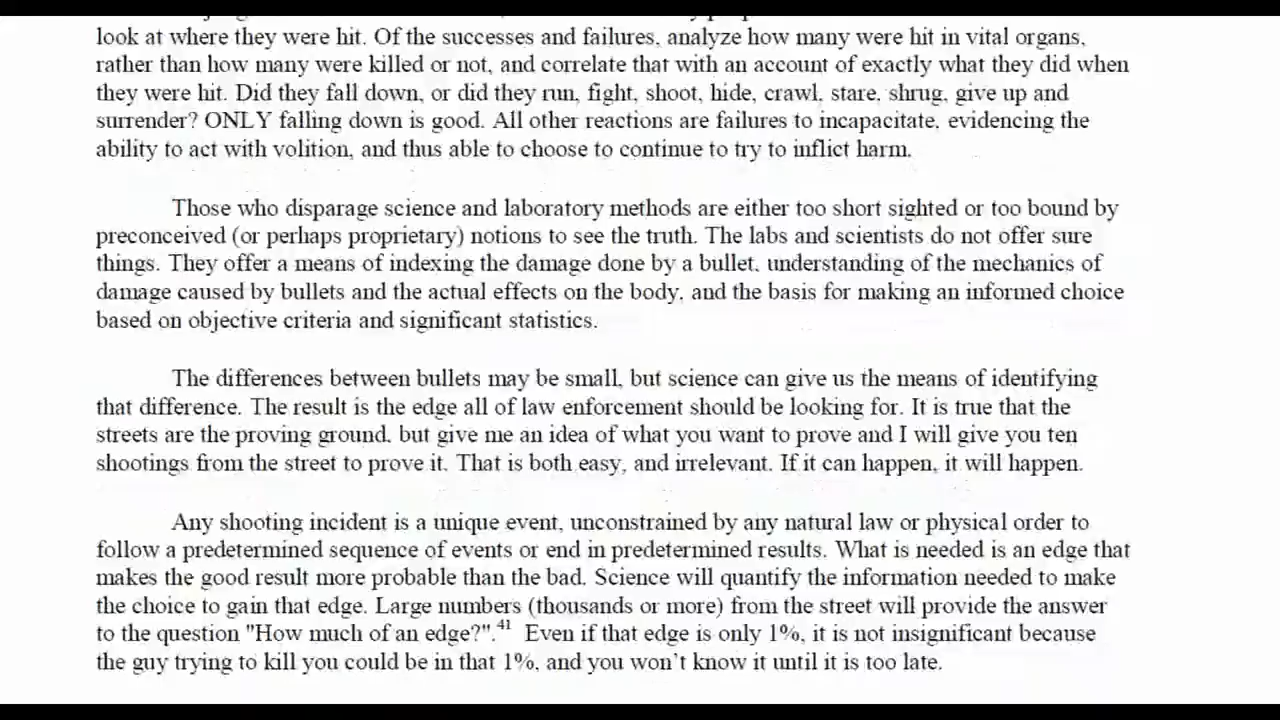 look at where they were hit. Of the successes and failures, analyze how many were hit in vital organs,
rather than how many were killed or not, and correlate that with an account of exactly what they did when
they were hit. Did they fall down, or did they run, fight, shoot, hide, crawl, stare, shrug, give up and
surrender? ONLY falling down is good. All other reactions are failures to incapacitate, evidencing the
ability to act with volition, and thus able to choose to continue to try to inflict harm.
Those who disparage science and laboratory methods are either too short sighted or too bound by
preconceived (or perhaps proprietary) notions to see the truth. The labs and scientists do not offer sure
things. They offer a means of indexing the damage done by a bullet, understanding of the mechanics of
damage caused by bullets and the actual effects on the body, and the basis for making an informed choice
based on objective criteria and significant statistics.
The differences between bullets may be small, but science can give us the means of identifying
that difference. The result is the edge all of law enforcement should be looking for. It is true that the
streets are the proving ground, but give me an idea of what you want to prove and I will give you ten
shootings from the street to prove it. That is both easy, and irrelevant. If it can happen, it will happen.
Any shooting incident is a unique event, unconstrained by any natural law or physical order to
follow a predetermined sequence of events or end in predetermined results. What is needed is an edge that
makes the good result more probable than the bad. Science will quantify the information needed to make
the choice to gain that edge. Large numbers (thousands or more) from the street will provide the answer
to the question "How much of an edge?".41 Even if that edge is only 1%, it is not insignificant because
the guy trying to kill you could be in that 1%, and you won't know it until it is too late.